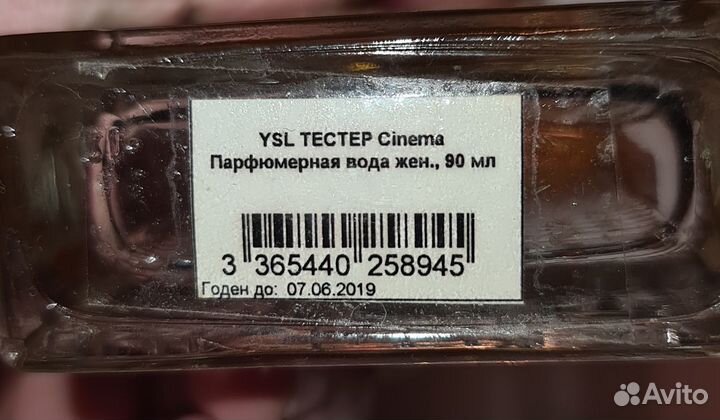 YSL ТЕСТЕР Cinema
Парфюмерная вода жен., 90 мл
3 365440 258945
Годен до: 07.06.2019
Avito